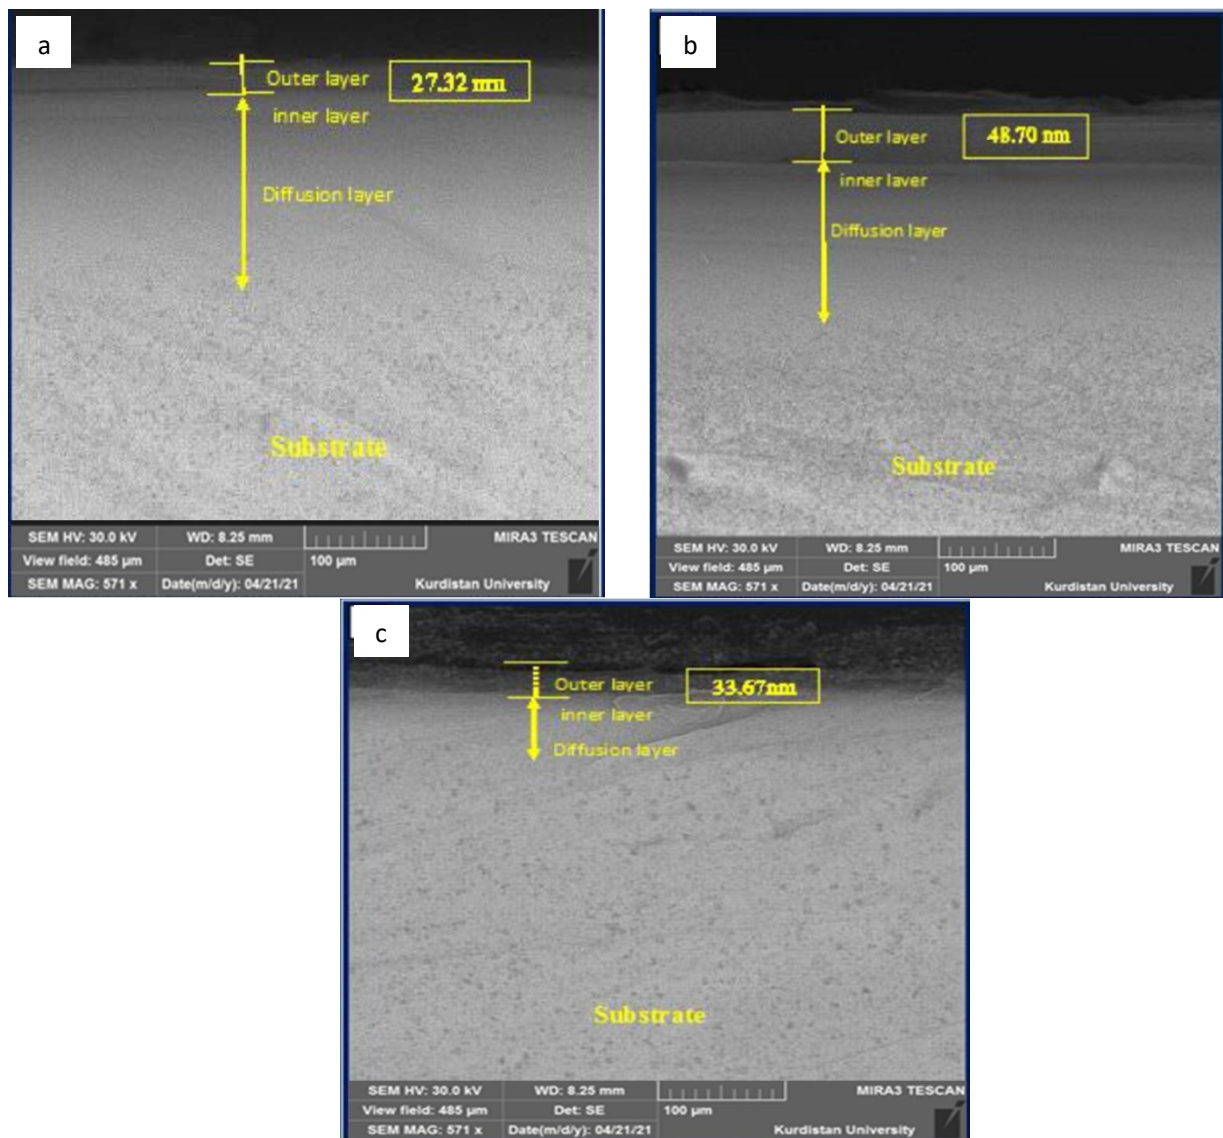 a
Outer layer
27.32 nm
inner layer
Diffusion layer
Substrate
SEM HV: 30.0 kV WD: 8.25 mm MIRA3 TESCAN
View field: 485 µm Det: SE 100 µm
SEM MAG: 571 x Date(m/d/y): 04/21/21 Kurdistan University
b
Outer layer
48.70 nm
inner layer
Diffusion layer
Substrate
SEM HV: 30.0 kV WD: 8.25 mm MIRA3 TESCAN
View field: 485 µm Det: SE 100 µm
SEM MAG: 571 x Date(m/d/y): 04/21/21 Kurdistan University
c
Outer layer
33.67nm
inner layer
Diffusion layer
Substrate
SEM HV: 30.0 kV WD: 8.25 mm MIRA3 TESCAN
View field: 485 µm Det: SE 100 µm
SEM MAG: 571 x Date(m/d/y): 04/21/21 Kurdistan University